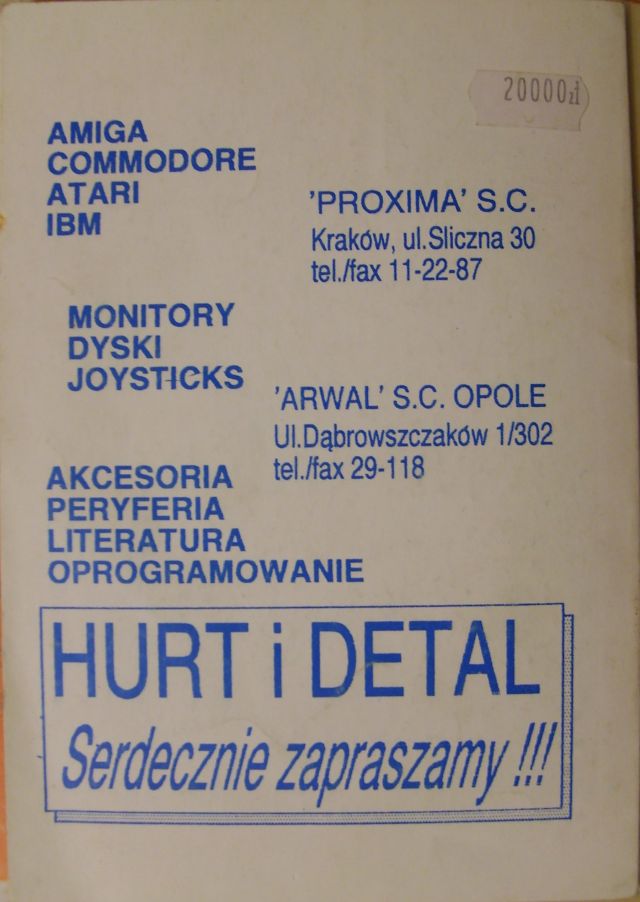 20000zł
AMIGA
COMMODORE
ATARI
IBM
'PROXIMA' S.C.
Kraków, ul.Sliczna 30
tel./fax 11-22-87
MONITORY
DYSKI
JOYSTICKS
'ARWAL' S.C. OPOLE
Ul.Dąbrowszczaków 1/302
tel./fax 29-118
AKCESORIA
PERYFERIA
LITERATURA
OPROGRAMOWANIE
HURT i DETAL
Serdecznie zapraszamy !!!